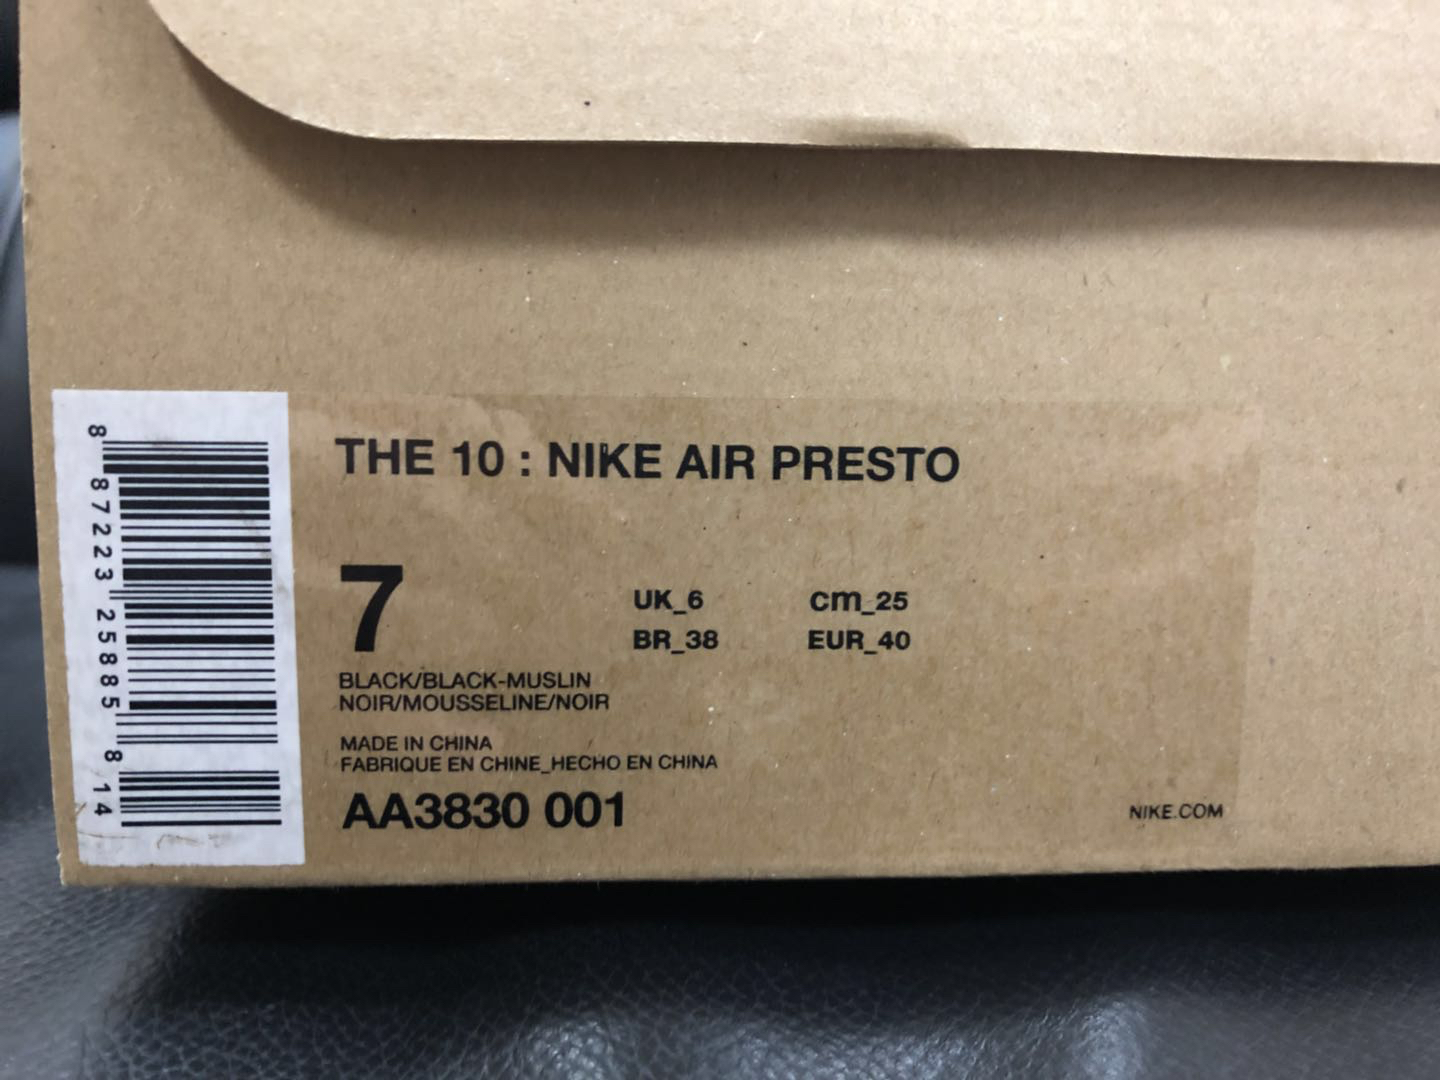 8 87223 25885 8 14
THE 10 : NIKE AIR PRESTO
7
UK_6 cm_25
BR_38 EUR_40
BLACK/BLACK-MUSLIN
NOIR/MOUSSELINE/NOIR
MADE IN CHINA
FABRIQUE EN CHINE_HECHO EN CHINA
AA3830 001
NIKE.COM